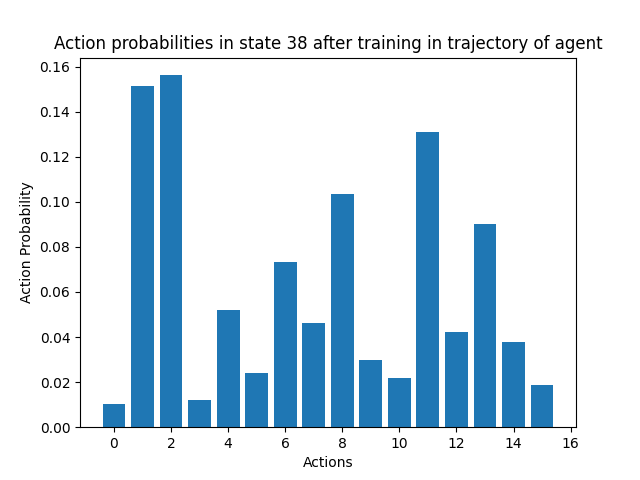 Action probabilities in state 38 after training in trajectory of agent
0.16
0.14
0.12
0.10
0.08
0.06
0.04
0.02
0.00
Action Probability
0 2 4 6 8 10 12 14 16
Actions